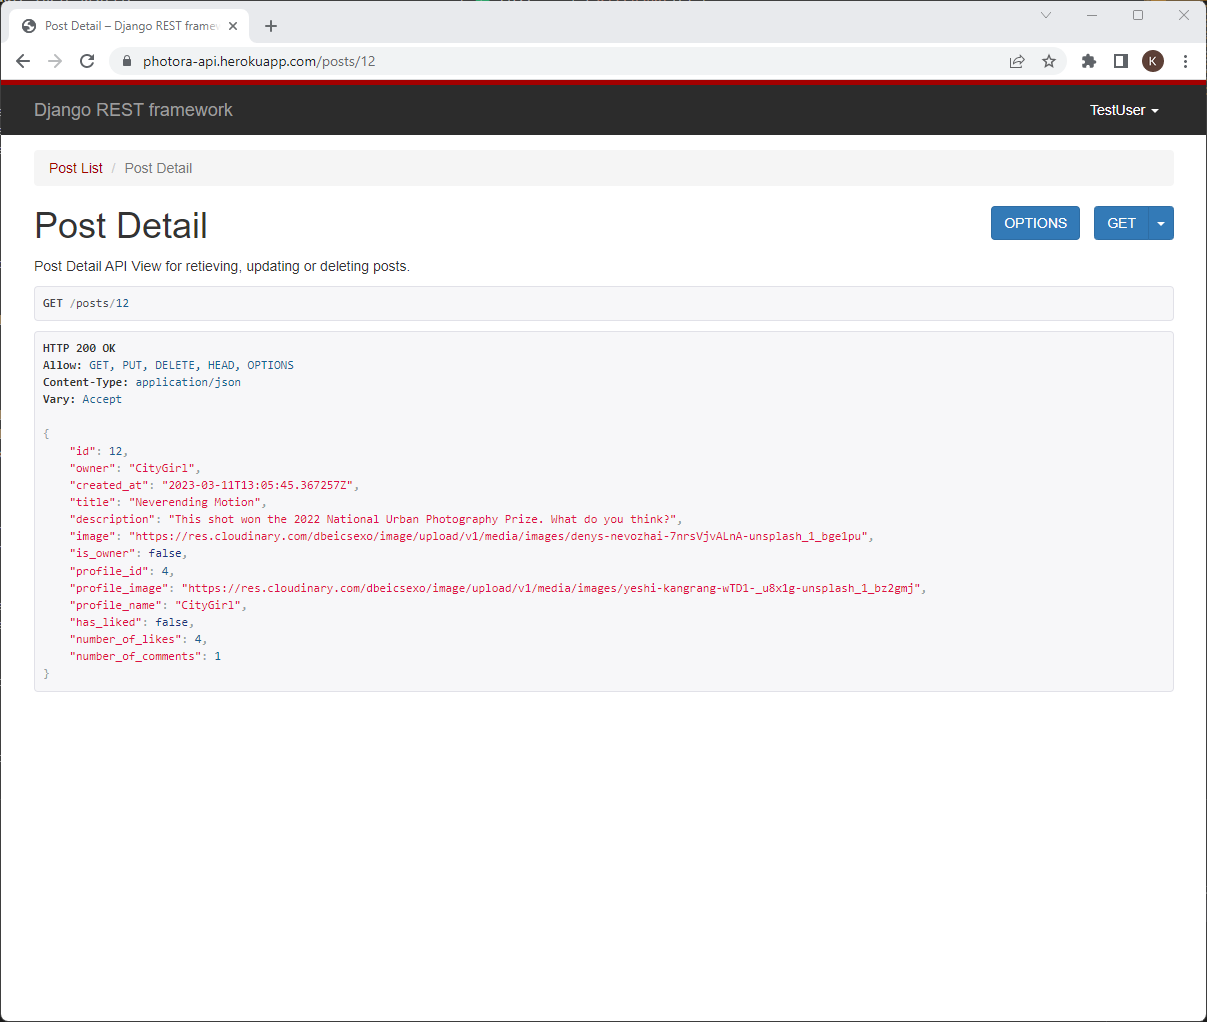 Post Detail – Django REST framew
photora-api.herokuapp.com/posts/12
K
Django REST framework
TestUser
Post List / Post Detail
Post Detail
OPTIONS
GET
Post Detail API View for retieving, updating or deleting posts.
GET /posts/12
HTTP 200 OK
Allow: GET, PUT, DELETE, HEAD, OPTIONS
Content-Type: application/json
Vary: Accept
{
"id": 12,
"owner": "CityGirl",
"created_at": "2023-03-11T13:05:45.367257Z",
"title": "Neverending Motion",
"description": "This shot won the 2022 National Urban Photography Prize. What do you think?",
"image": "https://res.cloudinary.com/dbeicsexo/image/upload/v1/media/images/denys-nevozhai-7nrsVjvALnA-unsplash_1_bge1pu",
"is_owner": false,
"profile_id": 4,
"profile_image": "https://res.cloudinary.com/dbeicsexo/image/upload/v1/media/images/yeshi-kangrang-wTD1-_u8x1g-unsplash_1_bz2gmj",
"profile_name": "CityGirl",
"has_liked": false,
"number_of_likes": 4,
"number_of_comments": 1
}